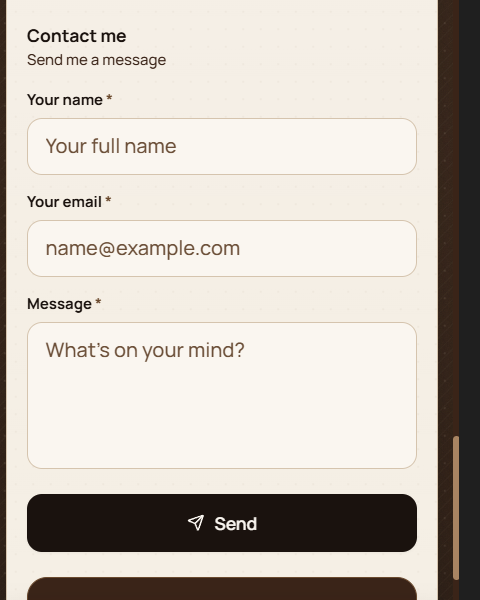 Contact me
Send me a message
Your name *
Your full name
Your email *
name@example.com
Message *
What's on your mind?
Send